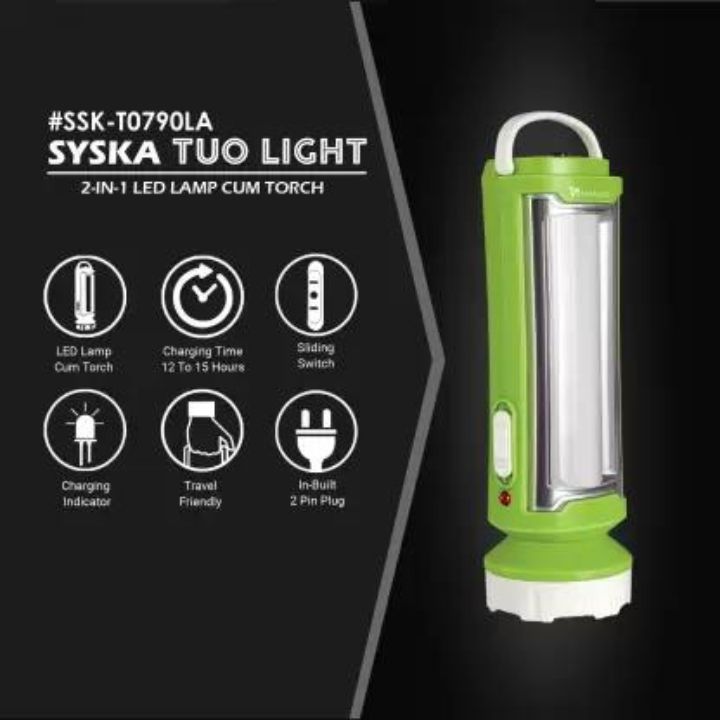 #SSK-T0790LA
SYSKA TUO LIGHT
2-IN-1 LED LAMP CUM TORCH
LED Lamp
Cum Torch
Charging Time
12 To 15 Hours
Sliding
Switch
Charging
Indicator
Travel
Friendly
In-Built
2 Pin Plug